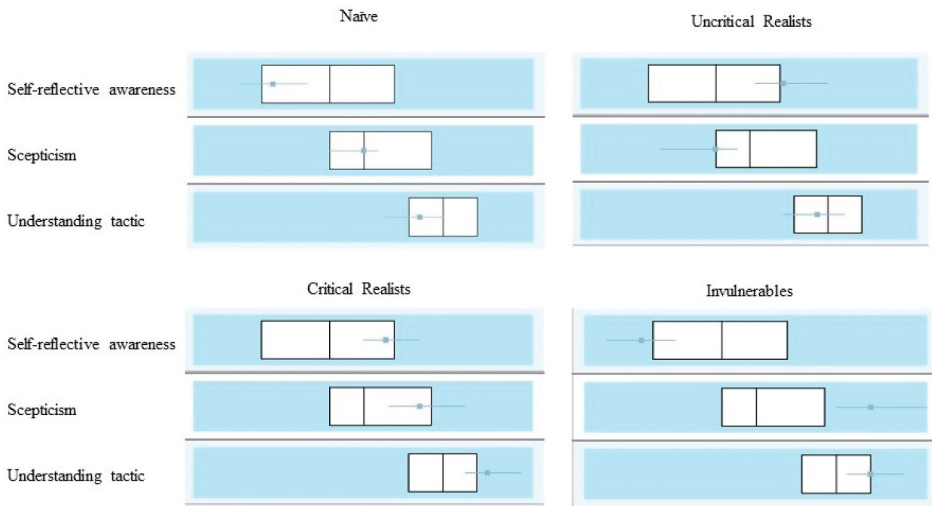 Naïve
Uncritical Realists
Self-reflective awareness
Scepticism
Understanding tactic
Critical Realists
Invulnerables
Self-reflective awareness
Scepticism
Understanding tactic